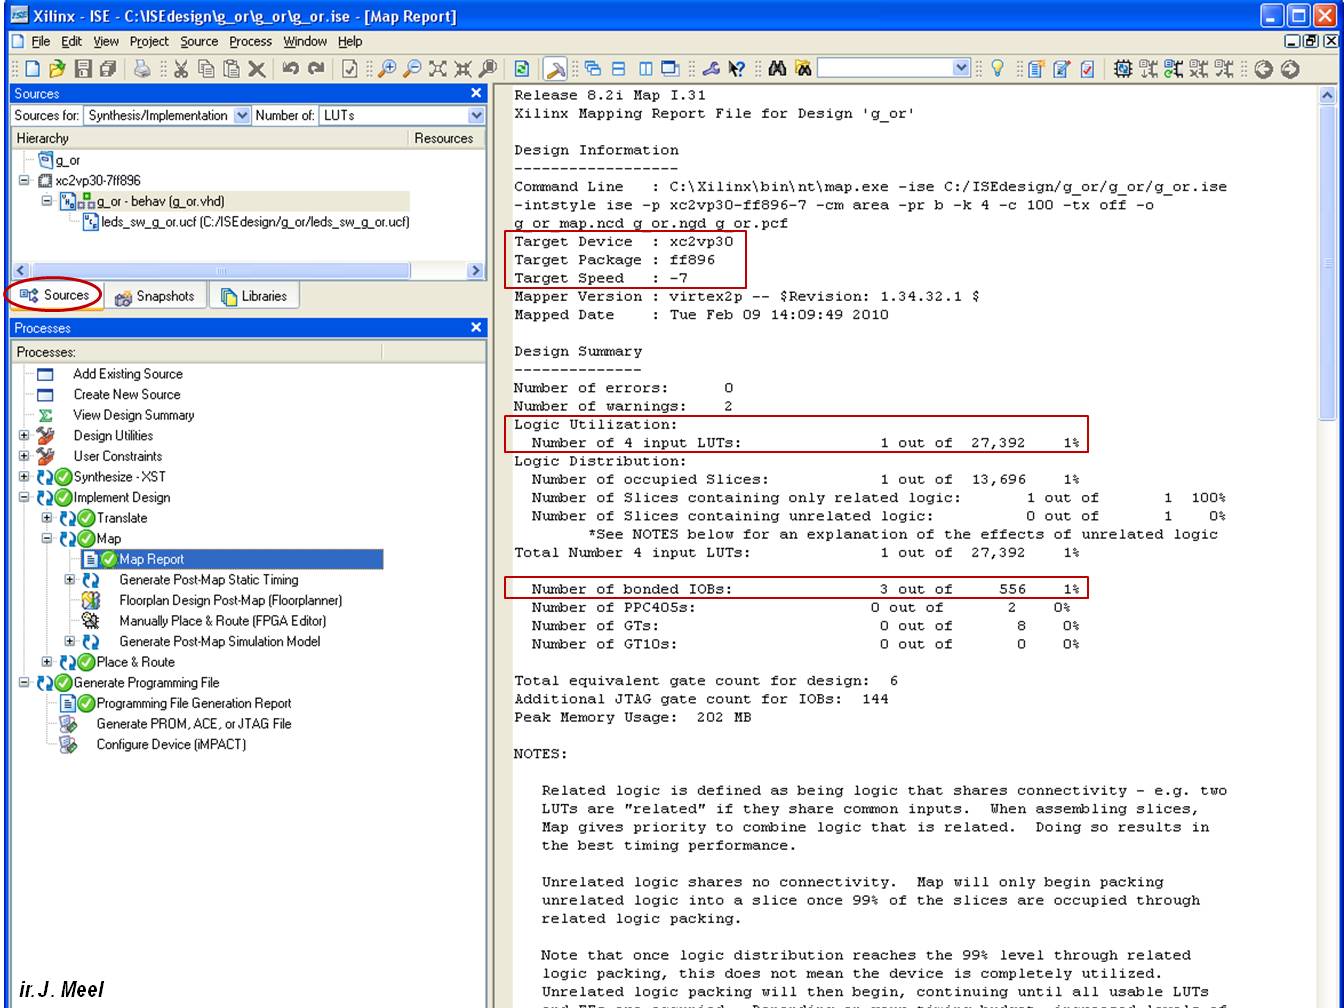 Xilinx - ISE - C:\ISEdesign\g_or\g_or\g_or.ise - [Map Report]
File Edit View Project Source Process Window Help
Sources
Sources for: Synthesis/Implementation Number of: LUTs
Hierarchy Resources
g_or
xc2vp30-7ff896
g_or - behav (g_or.vhd)
leds_sw_g_or.ucf (C:/ISEdesign/g_or/leds_sw_g_or.ucf)
Sources Snapshots Libraries
Processes
Processes:
Add Existing Source
Create New Source
View Design Summary
Design Utilities
User Constraints
Synthesize - XST
Implement Design
Translate
Map
Map Report
Generate Post-Map Static Timing
Floorplan Design Post-Map (Floorplanner)
Manually Place & Route (FPGA Editor)
Generate Post-Map Simulation Model
Place & Route
Generate Programming File
Programming File Generation Report
Generate PROM, ACE, or JTAG File
Configure Device (iMPACT)
ir. J. Meel
Release 8.2i Map I.31
Xilinx Mapping Report File for Design 'g_or'
Design Information
------------------
Command Line : C:\Xilinx\bin\nt\map.exe -ise C:/ISEdesign/g_or/g_or/g_or.ise
-intstyle ise -p xc2vp30-ff896-7 -cm area -pr b -k 4 -c 100 -tx off -o
g_or_map.ncd g_or.ngd g_or.pcf
Target Device : xc2vp30
Target Package : ff896
Target Speed : -7
Mapper Version : virtex2p -- $Revision: 1.34.32.1 $
Mapped Date : Tue Feb 09 14:09:49 2010
Design Summary
--------------
Number of errors: 0
Number of warnings: 2
Logic Utilization:
Number of 4 input LUTs: 1 out of 27,392 1%
Logic Distribution:
Number of occupied Slices: 1 out of 13,696 1%
Number of Slices containing only related logic: 1 out of 1 100%
Number of Slices containing unrelated logic: 0 out of 1 0%
*See NOTES below for an explanation of the effects of unrelated logic
Total Number 4 input LUTs: 1 out of 27,392 1%
Number of bonded IOBs: 3 out of 556 1%
Number of PPC405s: 0 out of 2 0%
Number of GTs: 0 out of 8 0%
Number of GT10s: 0 out of 0 0%
Total equivalent gate count for design: 6
Additional JTAG gate count for IOBs: 144
Peak Memory Usage: 202 MB
NOTES:
Related logic is defined as being logic that shares connectivity - e.g. two
LUTs are "related" if they share common inputs. When assembling slices,
Map gives priority to combine logic that is related. Doing so results in
the best timing performance.
Unrelated logic shares no connectivity. Map will only begin packing
unrelated logic into a slice once 99% of the slices are occupied through
related logic packing.
Note that once logic distribution reaches the 99% level through related
logic packing, this does not mean the device is completely utilized.
Unrelated logic packing will then begin, continuing until all usable LUTs